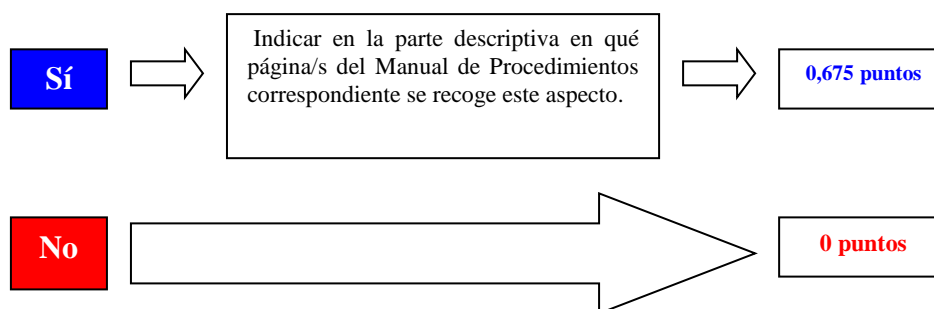 Sí
Indicar en la parte descriptiva en qué
página/s del Manual de Procedimientos
correspondiente se recoge este aspecto.
0,675 puntos
No
0 puntos